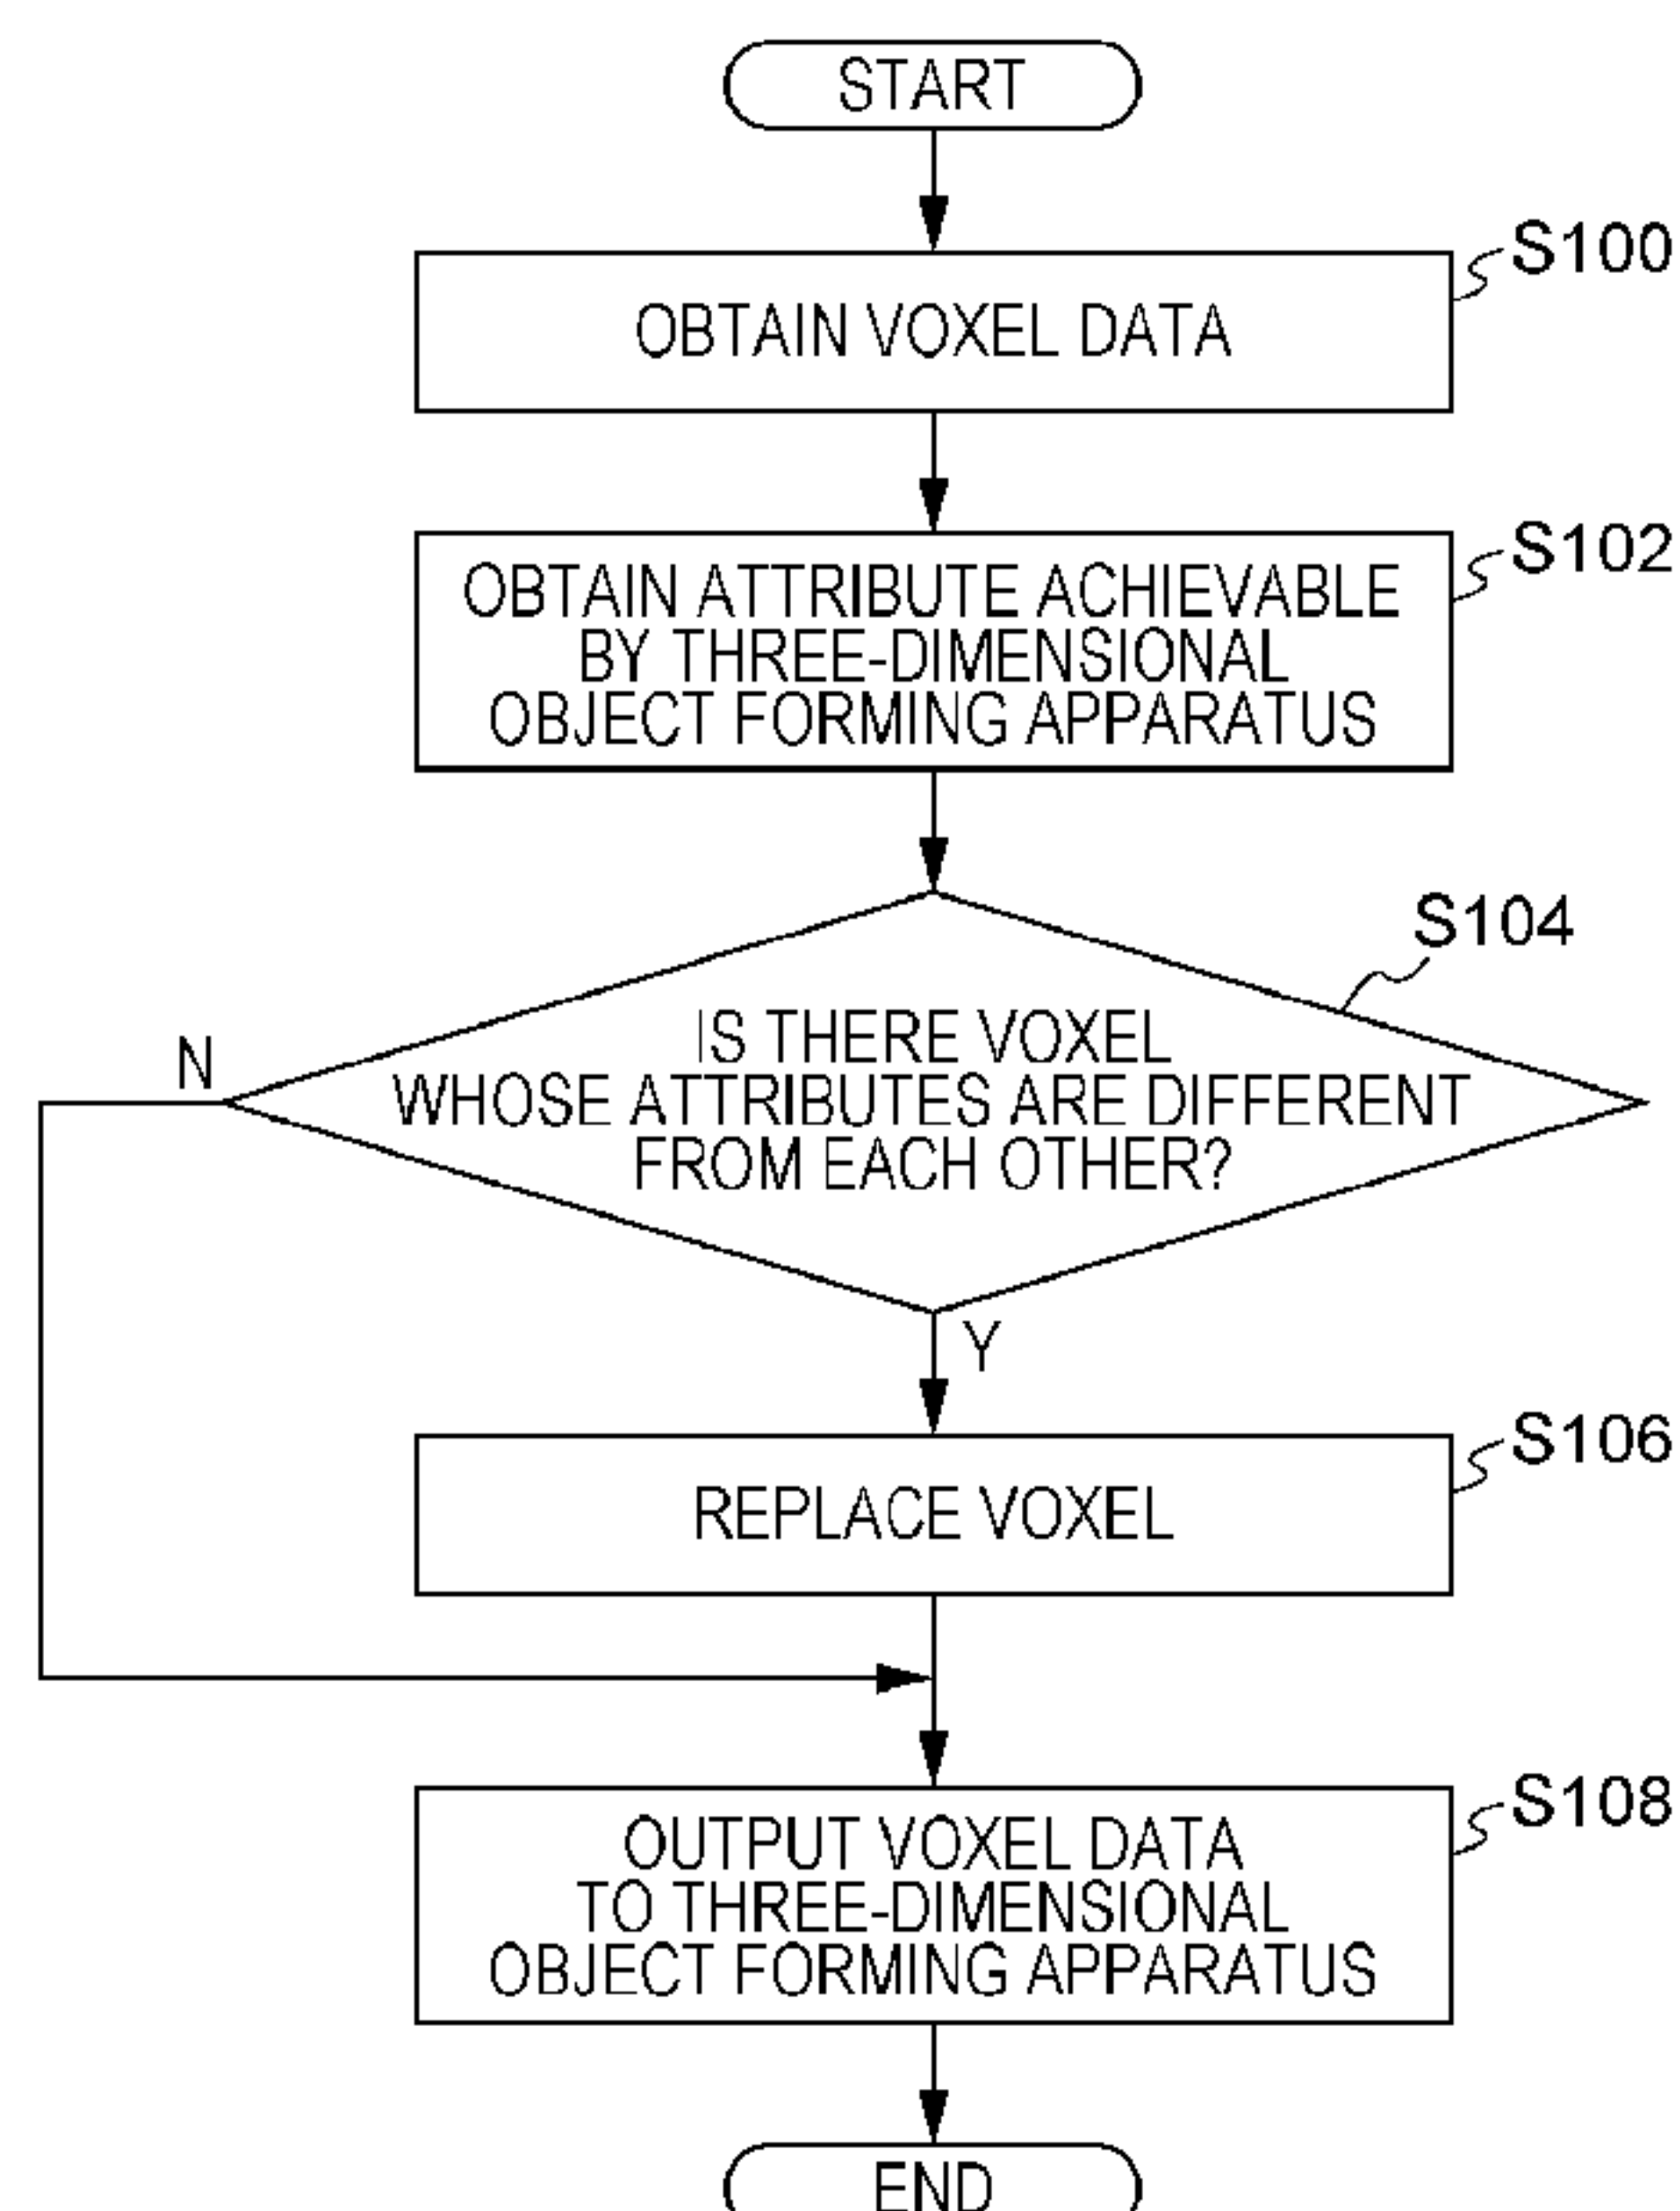 START
S100
OBTAIN VOXEL DATA
S102
OBTAIN ATTRIBUTE ACHIEVABLE
BY THREE-DIMENSIONAL
OBJECT FORMING APPARATUS
S104
IS THERE VOXEL
WHOSE ATTRIBUTES ARE DIFFERENT
FROM EACH OTHER?
N
Y
S106
REPLACE VOXEL
S108
OUTPUT VOXEL DATA
TO THREE-DIMENSIONAL
OBJECT FORMING APPARATUS
END